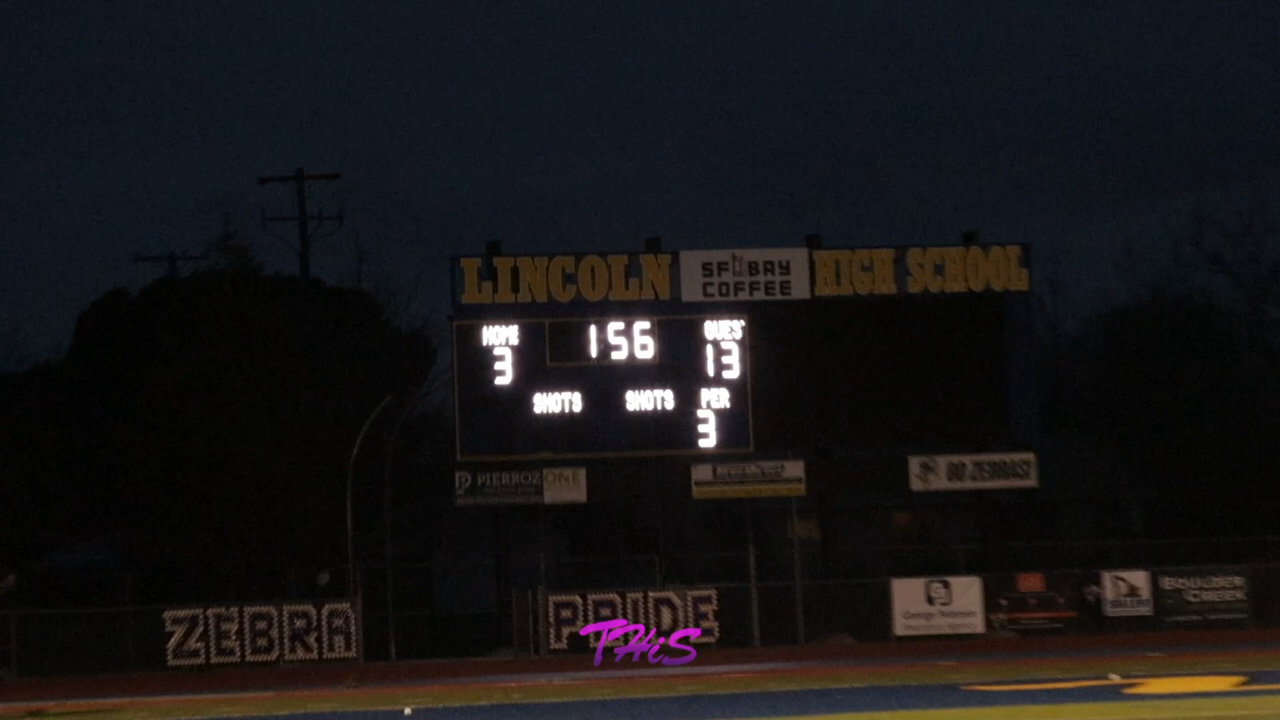 LINCOLN SF BAY COFFEE HIGH SCHOOL
HOME 156 GUEST
3 13
SHOTS SHOTS PER
3
PIERROZ ONE
GO ZEBRAS!
ZEBRA PRIDE
BOULDER CREEK
THiS